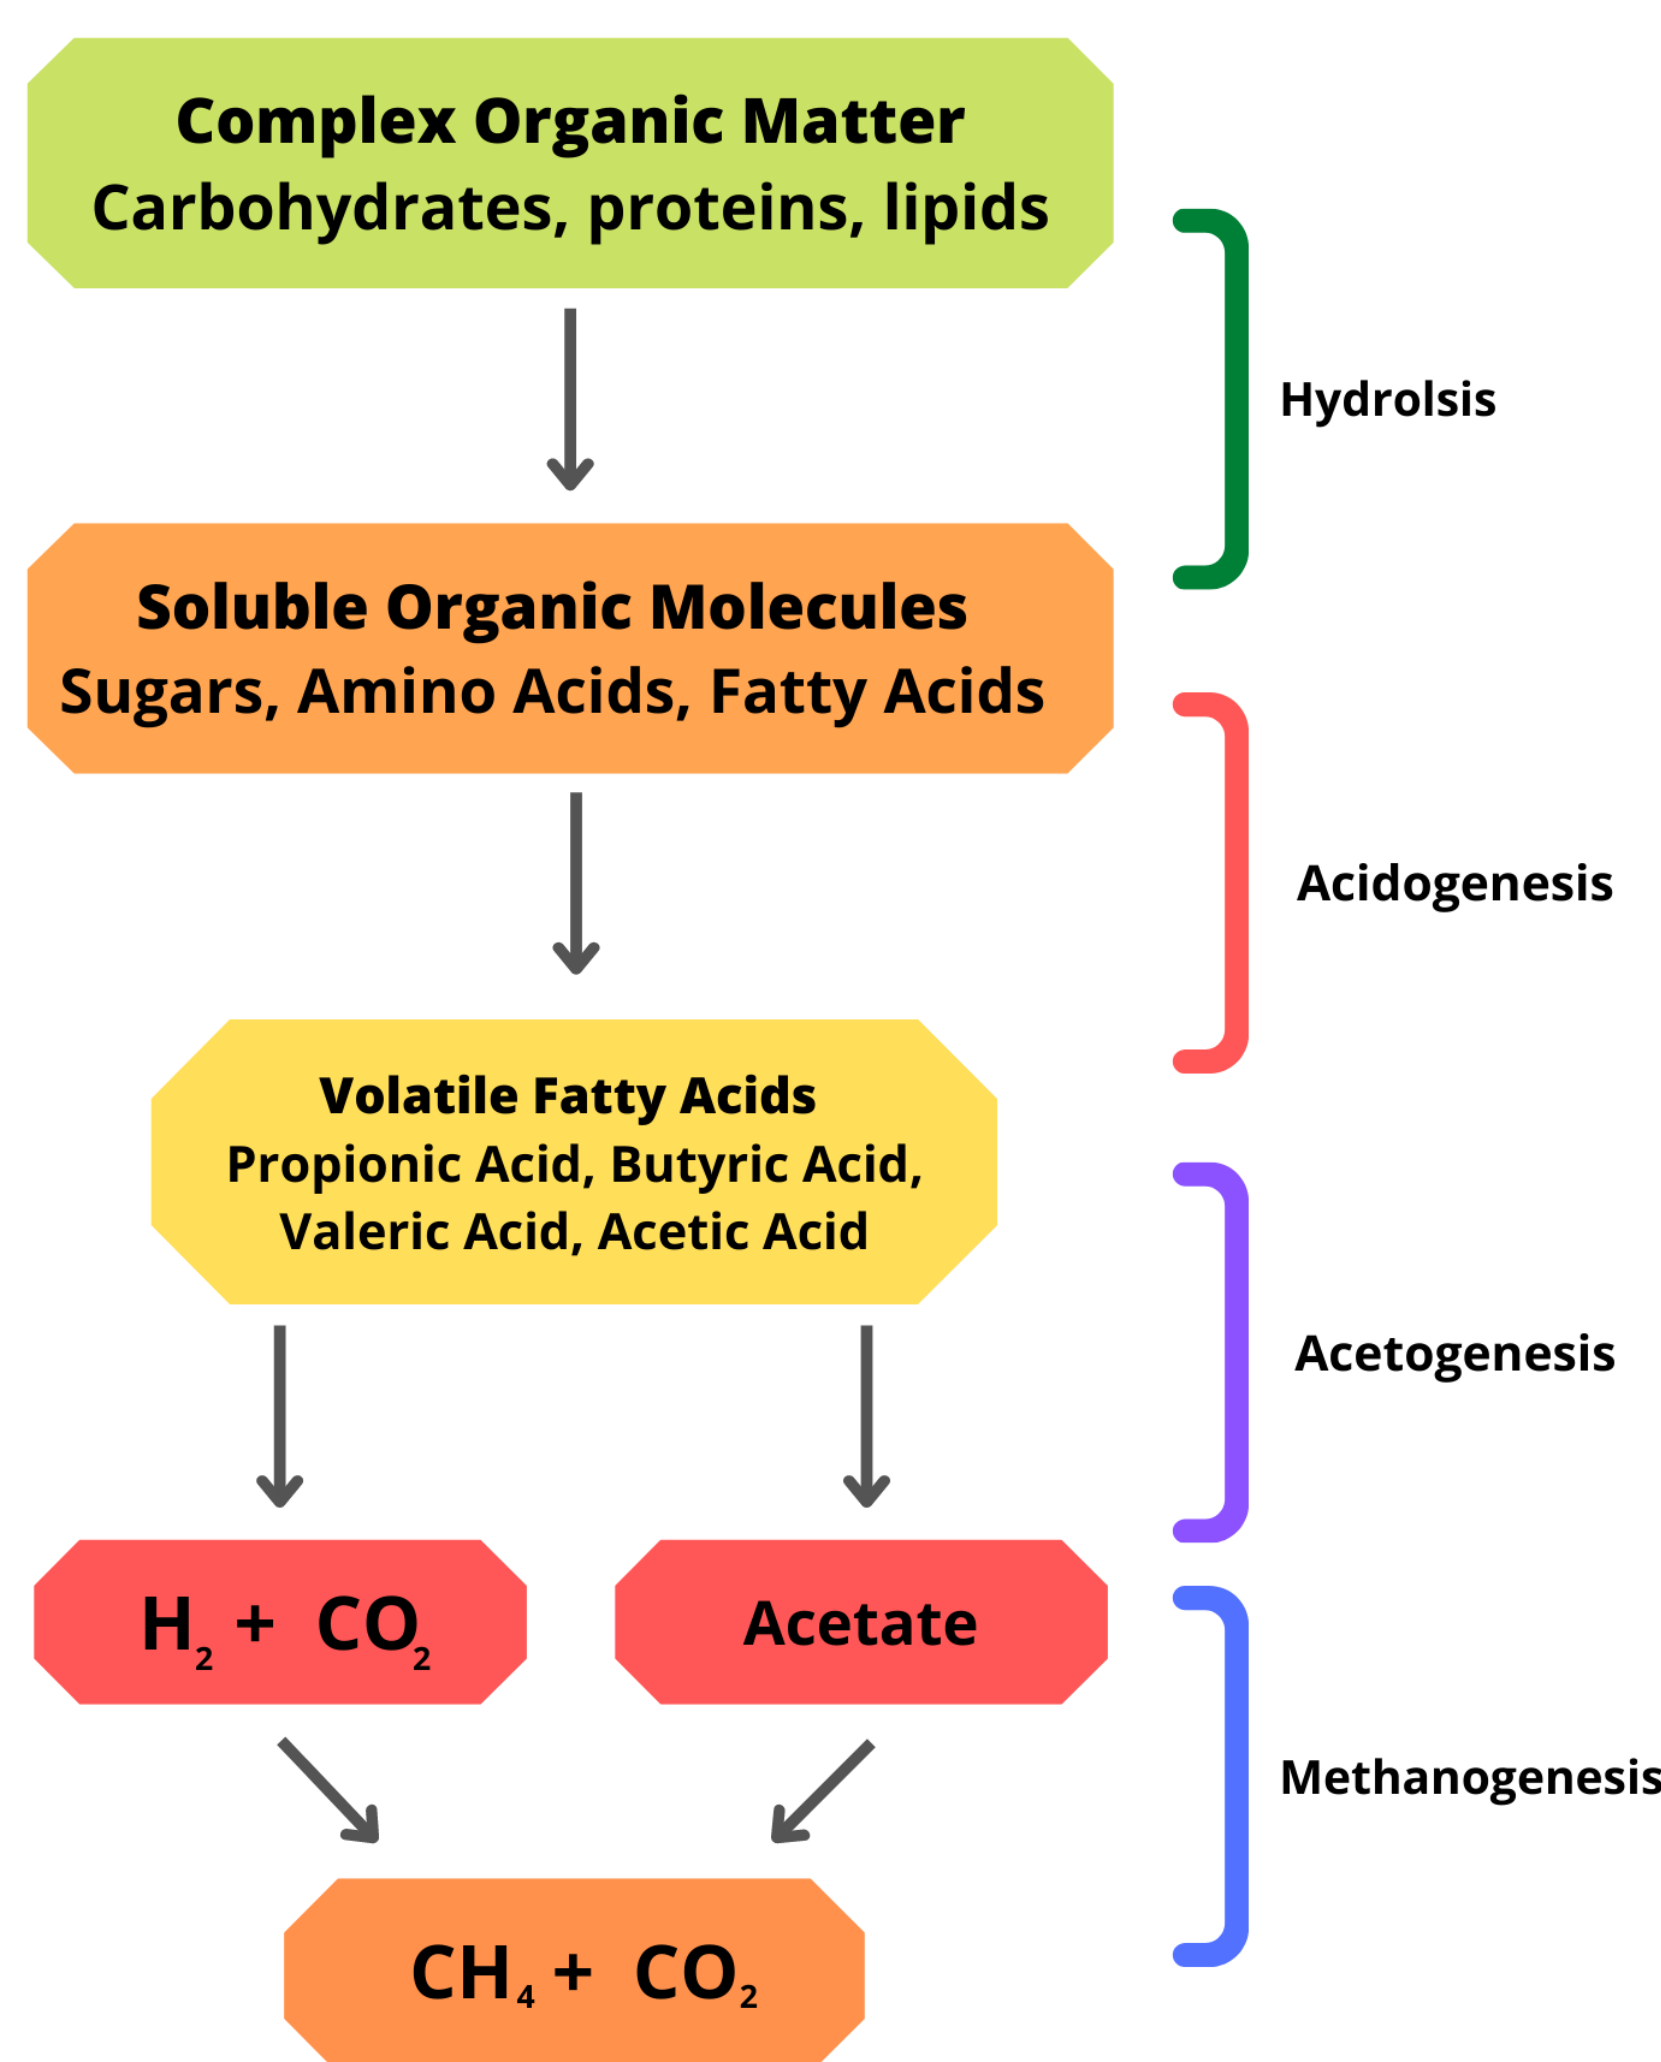 Complex Organic Matter
Carbohydrates, proteins, lipids
Hydrolsis
Soluble Organic Molecules
Sugars, Amino Acids, Fatty Acids
Acidogenesis
Volatile Fatty Acids
Propionic Acid, Butyric Acid,
Valeric Acid, Acetic Acid
Acetogenesis
H₂ + CO₂
Acetate
Methanogenesis
CH₄ + CO₂